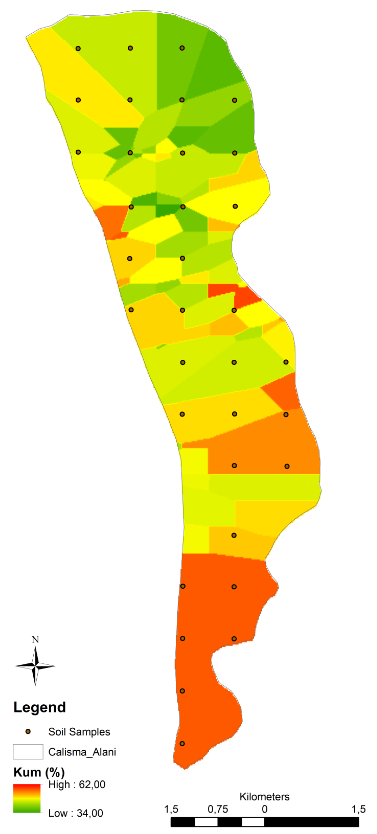 N
Legend
Soil Samples
Calisma_Alani
Kum (%)
High : 62,00
Low : 34,00
Kilometers
1,5 0,75 0 1,5